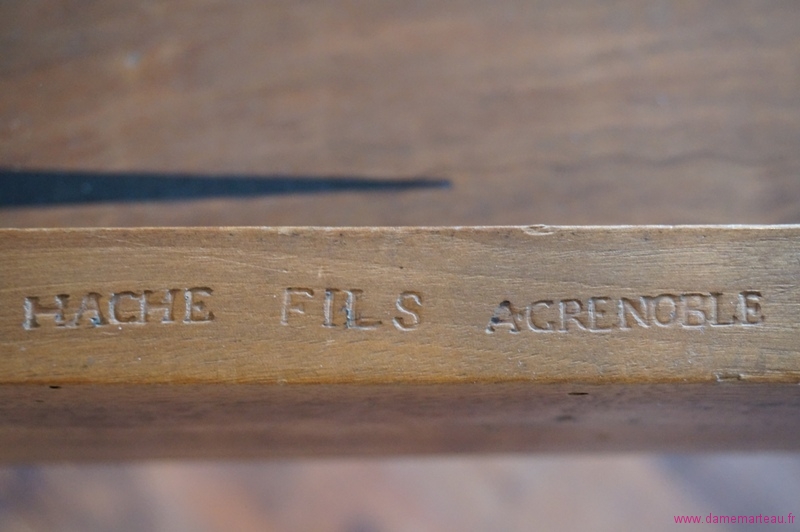 HACHE FILS AGRENOBLE
www.damemarteau.fr